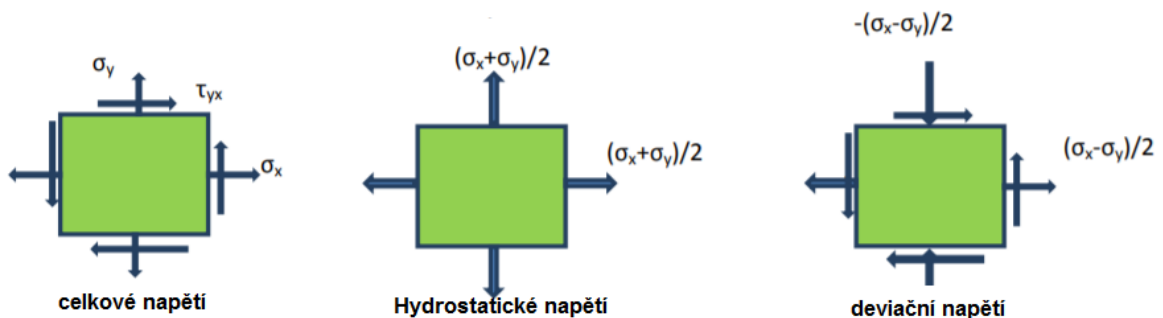 σy
τyx
σx
celkové napětí
(σx+σy)/2
(σx+σy)/2
Hydrostatické napětí
-(σx-σy)/2
(σx-σy)/2
deviační napětí